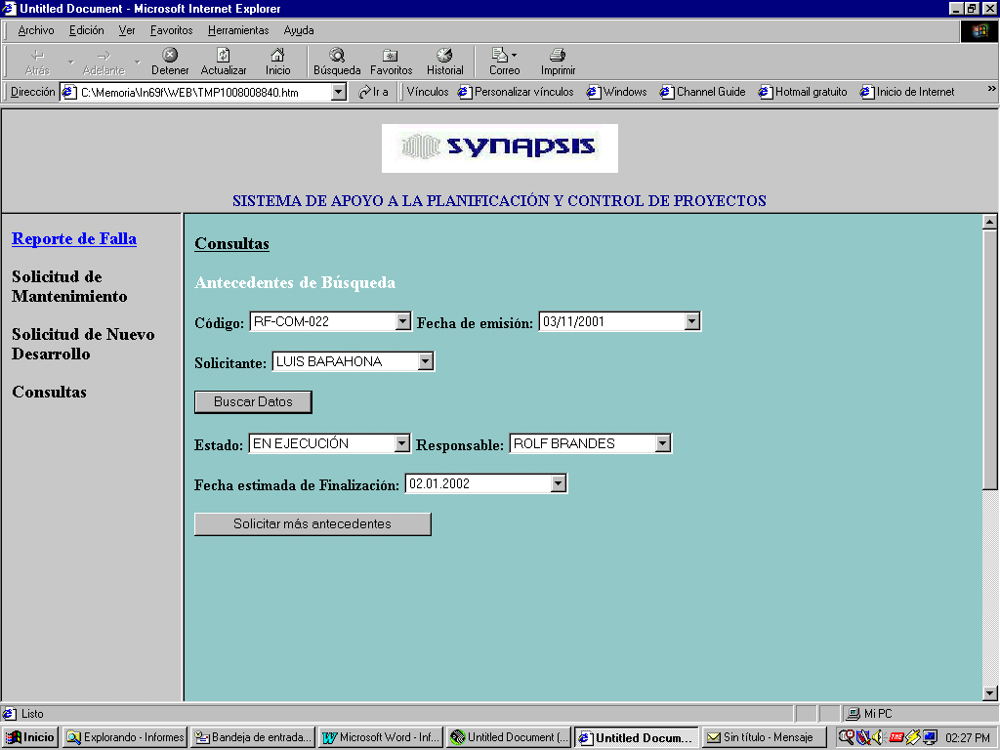 Untitled Document - Microsoft Internet Explorer
Archivo Edición Ver Favoritos Herramientas Ayuda
Atrás Adelante Detener Actualizar Inicio Búsqueda Favoritos Historial Correo Imprimir
Dirección C:\Memoria\In69f\WEB\TMP1008008840.htm Ir a Vínculos Personalizar vínculos Windows Channel Guide Hotmail gratuito Inicio de Internet »
SYNAPSIS
SISTEMA DE APOYO A LA PLANIFICACIÓN Y CONTROL DE PROYECTOS
Reporte de Falla
Solicitud de
Mantenimiento
Solicitud de Nuevo
Desarrollo
Consultas
Consultas
Antecedentes de Búsqueda
Código: RF-COM-022 Fecha de emisión: 03/11/2001
Solicitante: LUIS BARAHONA
Buscar Datos
Estado: EN EJECUCIÓN Responsable: ROLF BRANDES
Fecha estimada de Finalización: 02.01.2002
Solicitar más antecedentes
Listo Mi PC
Inicio Explorando - Informes Bandeja de entrada... Microsoft Word - Inf... Untitled Document (... Untitled Docum... Sin título - Mensaje 02:27 PM